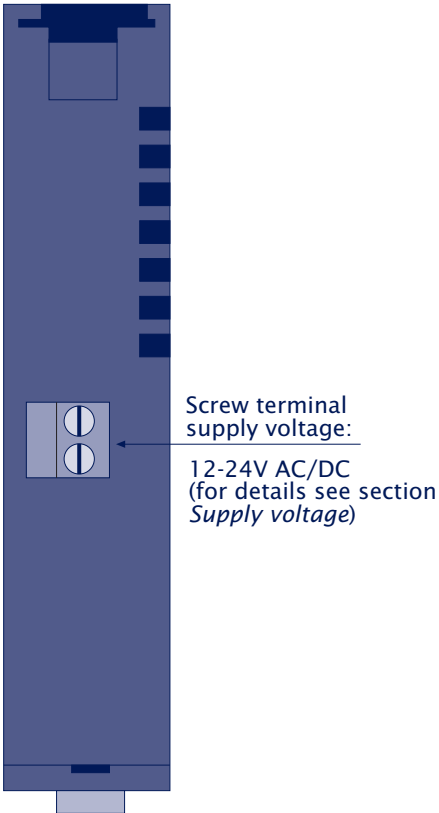 Screw terminal
supply voltage:
12-24V AC/DC
(for details see section
Supply voltage)